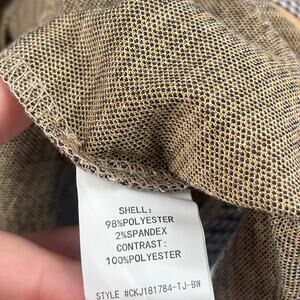 SHELL:
98%POLYESTER
2%SPANDEX
CONTRAST:
100%POLYESTER
STYLE #CKJ181784-TJ-BW